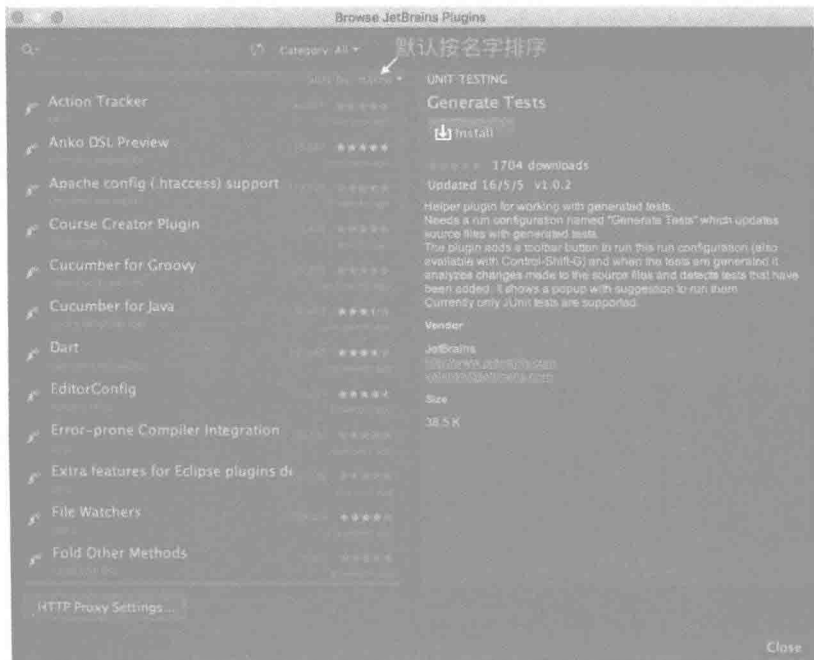 Browse JetBrains Plugins
Category: All
默认按名字排序
Sort by: name
Action Tracker
Anko DSL Preview
Apache config (.htaccess) support
Course Creator Plugin
Cucumber for Groovy
Cucumber for Java
Dart
EditorConfig
Error-prone Compiler Integration
Extra features for Eclipse plugins de
File Watchers
Fold Other Methods
HTTP Proxy Settings...
UNIT TESTING
Generate Tests
Install
1704 downloads
Updated 16/5/5 v1.0.2
Helper plugin for working with generated tests.
Needs a run configuration named "Generate Tests" which updates
source files with generated tests.
The plugin adds a toolbar button to run this run configuration (also
available with Control-Shift-G) and when the tests are generated it
analyzes changes made to the source files and detects tests that have
been added. It shows a popup with suggestion to run them.
Currently only JUnit tests are supported.
Vendor
JetBrains
Size
38.5 K
Close